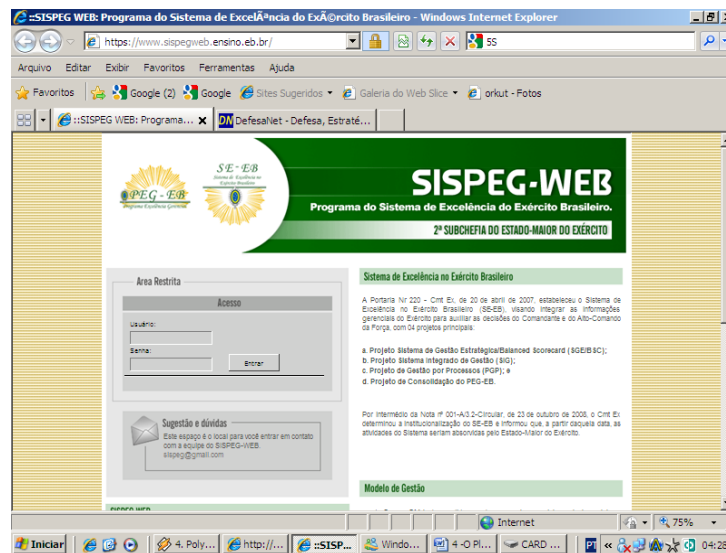 ::SISPEG WEB: Programa do Sistema de ExcelÃªncia do ExÃ©rcito Brasileiro - Windows Internet Explorer
https://www.sispegweb.ensino.eb.br/
SS
Arquivo Editar Exibir Favoritos Ferramentas Ajuda
Favoritos Google (2) Google Sites Sugeridos Galeria do Web Slice orkut - Fotos
::SISPEG WEB: Programa... DN DefesaNet - Defesa, Estraté...
PEG - EB
SE - EB
SISPEG-WEB
Programa do Sistema de Excelência do Exército Brasileiro.
2ª SUBCHEFIA DO ESTADO-MAIOR DO EXÉRCITO
Area Restrita
Acesso
Usuário:
Senha:
Entrar
Sugestão e dúvidas
Este espaço é o local para você entrar em contato
com a equipe do SISPEG-WEB.
sispeg@gmail.com
SISPEG WEB
Sistema de Excelência no Exército Brasileiro
A Portaria Nr 220 - Cmt Ex, de 20 de abril de 2007, estabeleceu o Sistema de
Excelência no Exército Brasileiro (SE-EB), visando integrar as informações
gerenciais do Exército para auxiliar as decisões do Comandante e do Alto-Comando
da Força, com 04 projetos principais:
a. Projeto Sistema de Gestão Estratégica/Balanced Scorecard (SGE/BSC);
b. Projeto Sistema Integrado de Gestão (SIG);
c. Projeto de Gestão por Processos (PGP); e
d. Projeto de Consolidação do PEG-EB.
Por intermédio da Nota nº 001-A/3.2-Circular, de 23 de outubro de 2008, o Cmt Ex
determinou a institucionalização do SE-EB e informou que, a partir daquela data, as
atividades do Sistema seriam absorvidas pelo Estado-Maior do Exército.
Modelo de Gestão
Internet 75%
Iniciar 4. Poly... http://... ::SISP... Windo... 4 -O Pl... CARD ... PT